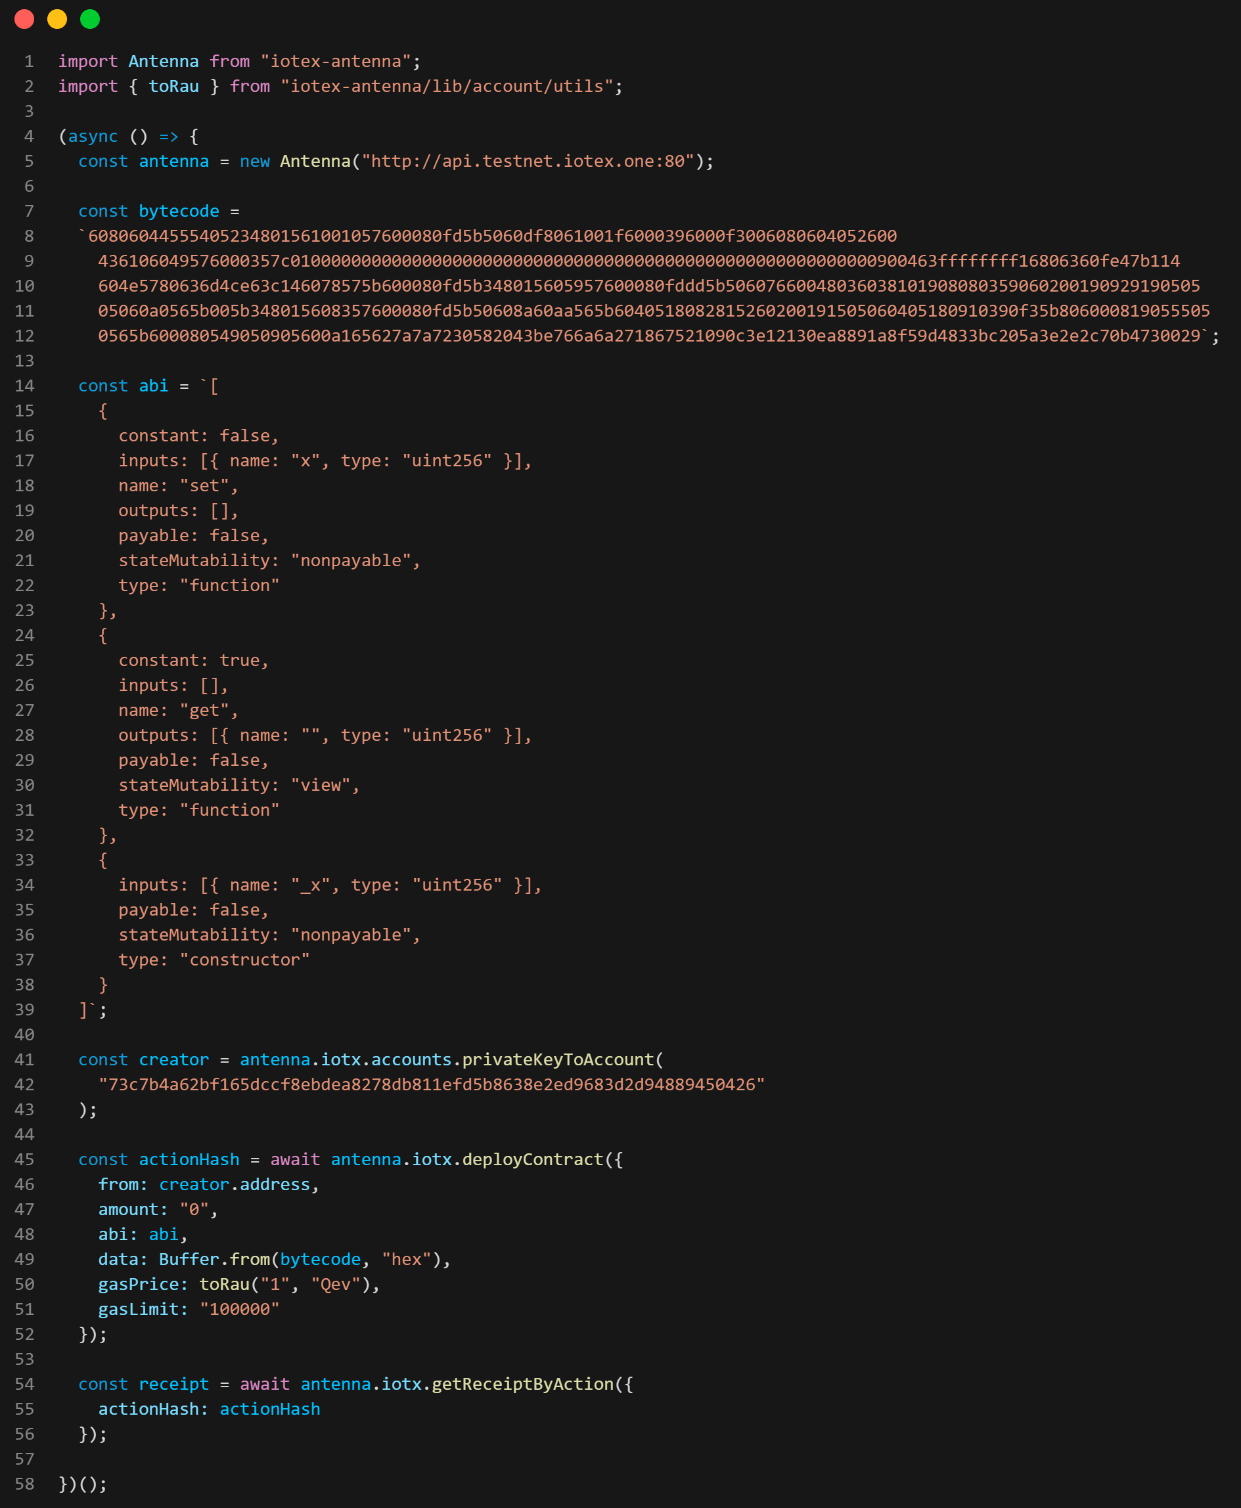 1 import Antenna from "iotex-antenna";
2 import { toRau } from "iotex-antenna/lib/account/utils";
3
4 (async () => {
5   const antenna = new Antenna("http://api.testnet.iotex.one:80");
6
7   const bytecode =
8   `608060445554052348015610010576000080fd5b5060df8061001f6000396000f3006080604052600
9     436106049576000357c0100000000000000000000000000000000000000000000000000000000900463ffffffff16806360fe47b114
10     604e5780636d4ce63c146078575b600080fd5b348015605957600080fddd5b5060766004803603810190808035906020019092919050​5
11     05060a0565b005b348015608357600080fd5b50608a60aa565b6040518082815260200191505060405180910390f35b806000819055505
12     0565b600080549050905600a165627a7a7230582043be766a6a271867521090c3e12130ea8891a8f59d4833bc205a3e2e2c70b4730029`;
13
14   const abi = `[
15     {
16       constant: false,
17       inputs: [{ name: "x", type: "uint256" }],
18       name: "set",
19       outputs: [],
20       payable: false,
21       stateMutability: "nonpayable",
22       type: "function"
23     },
24     {
25       constant: true,
26       inputs: [],
27       name: "get",
28       outputs: [{ name: "", type: "uint256" }],
29       payable: false,
30       stateMutability: "view",
31       type: "function"
32     },
33     {
34       inputs: [{ name: "_x", type: "uint256" }],
35       payable: false,
36       stateMutability: "nonpayable",
37       type: "constructor"
38     }
39   ]`;
40
41   const creator = antenna.iotx.accounts.privateKeyToAccount(
42     "73c7b4a62bf165dccf8ebdea8278db811efd5b8638e2ed9683d2d94889450426"
43   );
44
45   const actionHash = await antenna.iotx.deployContract({
46     from: creator.address,
47     amount: "0",
48     abi: abi,
49     data: Buffer.from(bytecode, "hex"),
50     gasPrice: toRau("1", "Qev"),
51     gasLimit: "100000"
52   });
53
54   const receipt = await antenna.iotx.getReceiptByAction({
55     actionHash: actionHash
56   });
57
58 })();